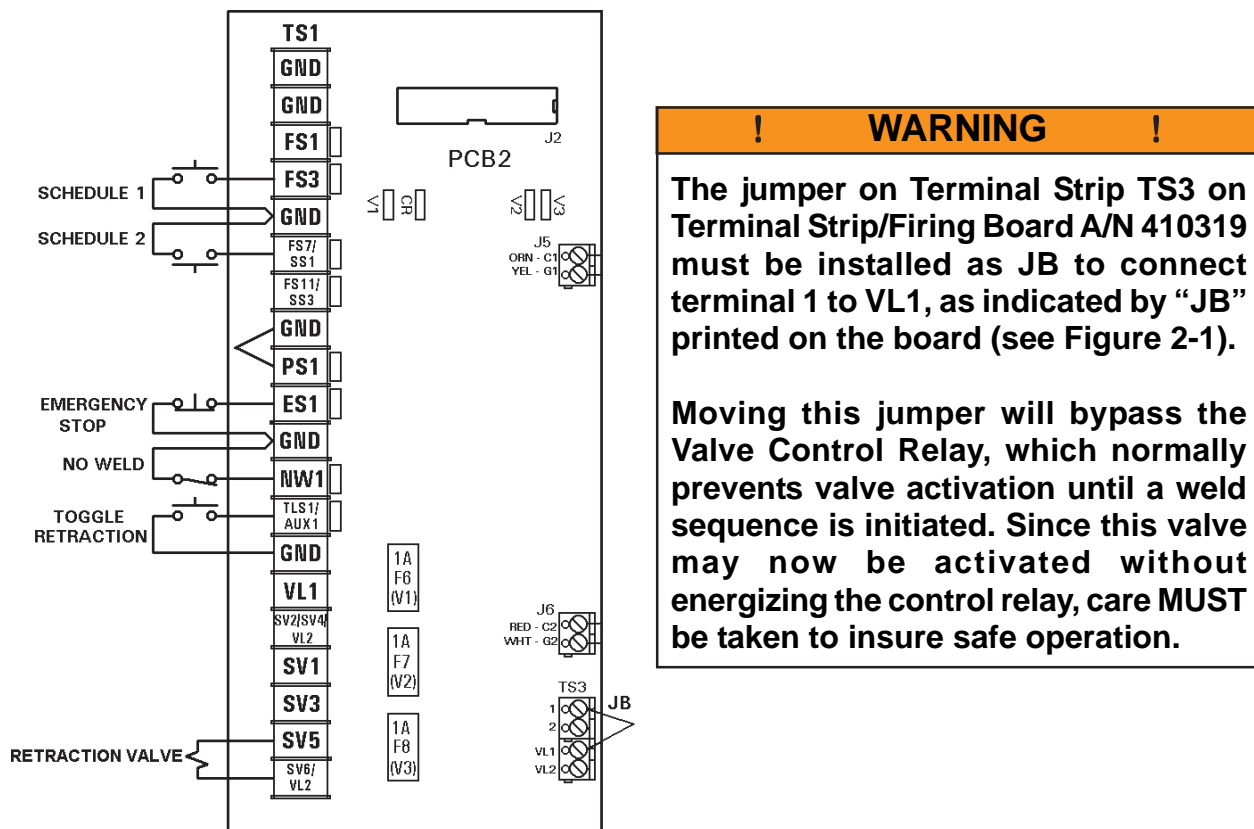 TS1
GND
GND
FS1
FS3
GND
FS7/
SS1
FS11/
SS3
GND
PS1
ES1
GND
NW1
TLS1/
AUX1
GND
VL1
SV2/SV4/
VL2
SV1
SV3
SV5
SV6/
VL2
SCHEDULE 1
SCHEDULE 2
EMERGENCY
STOP
NO WELD
TOGGLE
RETRACTION
RETRACTION VALVE
J2
PCB2
V1
CR
V2
V3
J5
ORN - C1
YEL - G1
1A
F6
(V1)
1A
F7
(V2)
1A
F8
(V3)
J6
RED - C2
WHT - G2
TS3
JB
1
2
VL1
VL2
! WARNING !
The jumper on Terminal Strip TS3 on
Terminal Strip/Firing Board A/N 410319
must be installed as JB to connect
terminal 1 to VL1, as indicated by “JB”
printed on the board (see Figure 2-1).
Moving this jumper will bypass the
Valve Control Relay, which normally
prevents valve activation until a weld
sequence is initiated. Since this valve
may now be activated without
energizing the control relay, care MUST
be taken to insure safe operation.